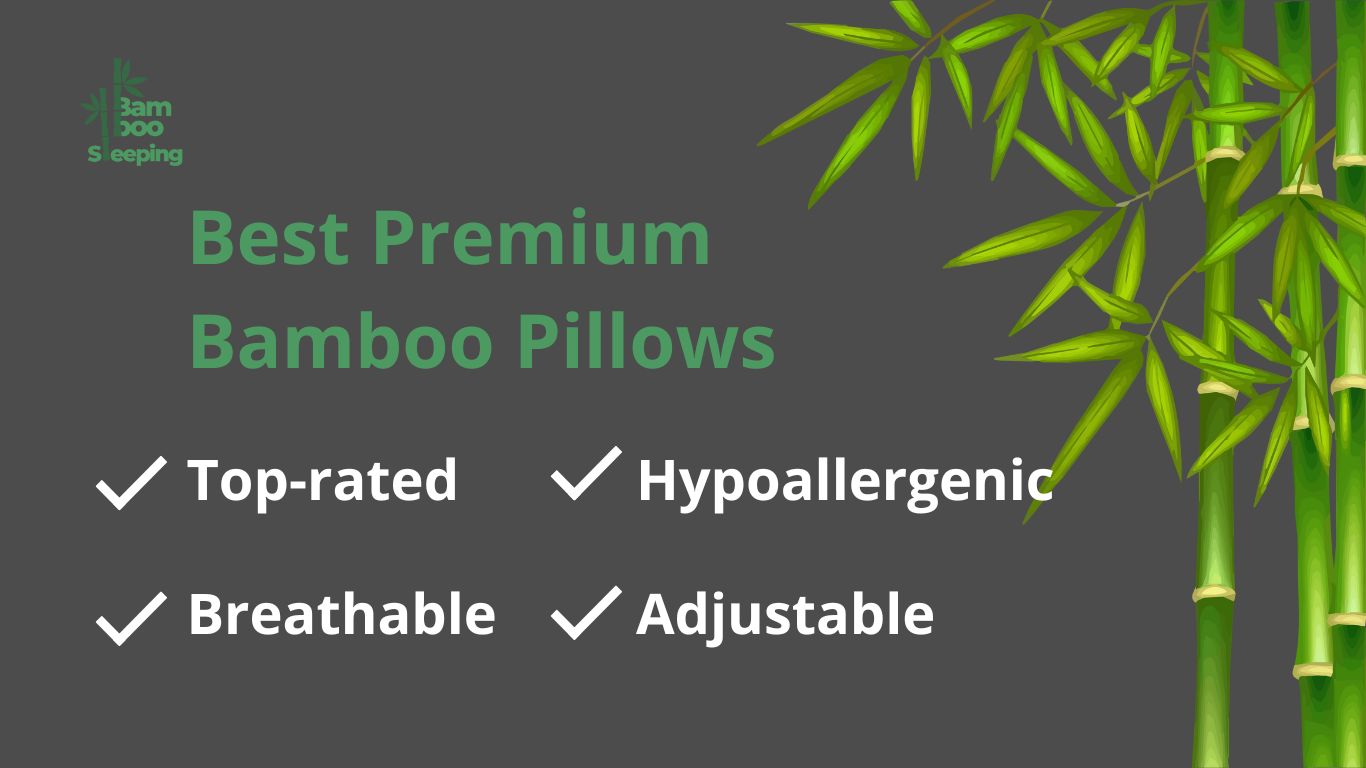 Bam
boo
Sleeping
Best Premium
Bamboo Pillows
Top-rated
Hypoallergenic
Breathable
Adjustable